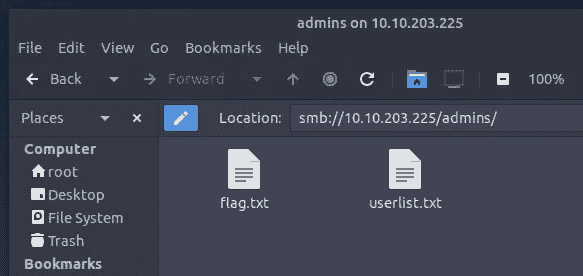 admins on 10.10.203.225
File Edit View Go Bookmarks Help
Back Forward 100%
Places Location: smb://10.10.203.225/admins/
Computer
root
Desktop
File System
Trash
Bookmarks
flag.txt userlist.txt